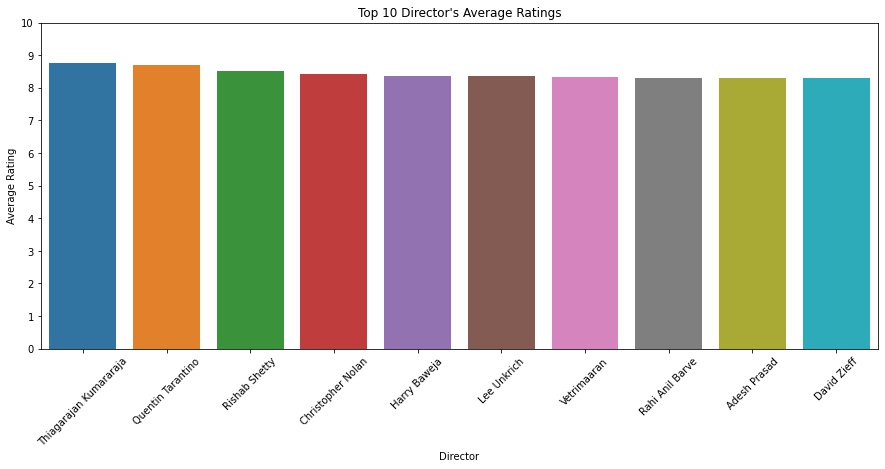 Top 10 Director's Average Ratings
10
9
8
7
6
5
4
3
2
1
0
Average Rating
Thiagarajan Kumararaja
Quentin Tarantino
Rishab Shetty
Christopher Nolan
Harry Baweja
Lee Unkrich
Vetrimaaran
Rahi Anil Barve
Adesh Prasad
David Zieff
Director